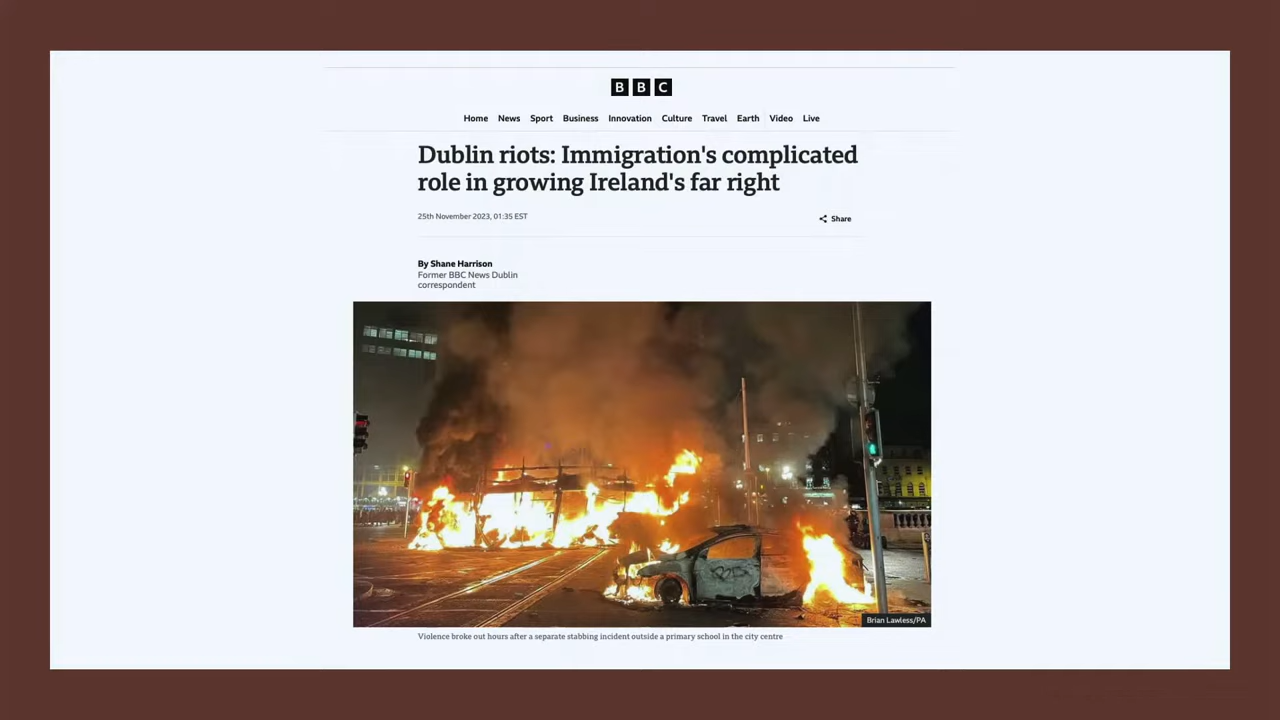 BBC
Home News Sport Business Innovation Culture Travel Earth Video Live
Dublin riots: Immigration's complicated
role in growing Ireland's far right
25th November 2023, 01:35 EST
Share
By Shane Harrison
Former BBC News Dublin
correspondent
Brian Lawless/PA
Violence broke out hours after a separate stabbing incident outside a primary school in the city centre